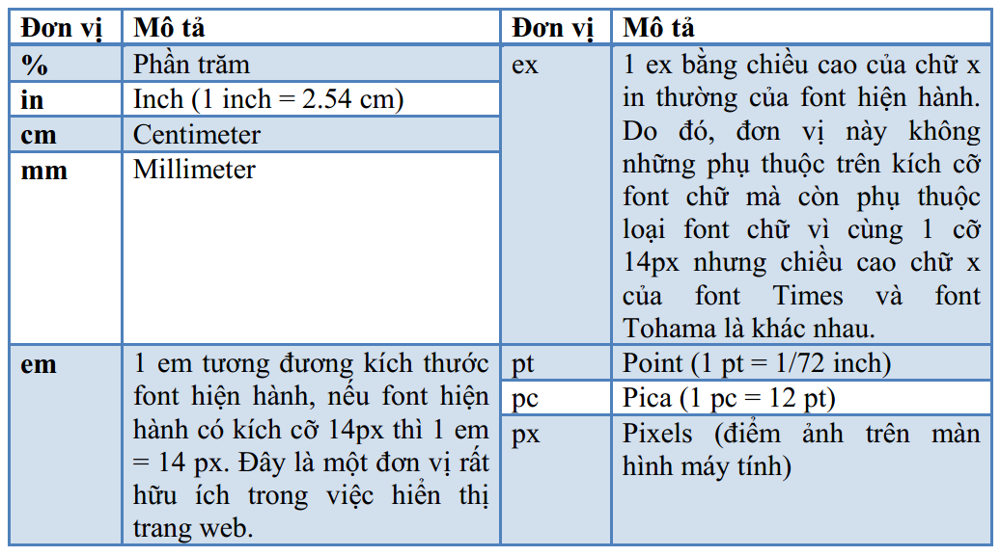 Đơn vị Mô tả Đơn vị Mô tả
% Phần trăm
in Inch (1 inch = 2.54 cm)
cm Centimeter
mm Millimeter
ex 1 ex bằng chiều cao của chữ x
in thường của font hiện hành.
Do đó, đơn vị này không
những phụ thuộc trên kích cỡ
font chữ mà còn phụ thuộc
loại font chữ vì cùng 1 cỡ
14px nhưng chiều cao chữ x
của font Times và font
Tohama là khác nhau.
em 1 em tương đương kích thước
font hiện hành, nếu font hiện
hành có kích cỡ 14px thì 1 em
= 14 px. Đây là một đơn vị rất
hữu ích trong việc hiển thị
trang web.
pt Point (1 pt = 1/72 inch)
pc Pica (1 pc = 12 pt)
px Pixels (điểm ảnh trên màn
hình máy tính)